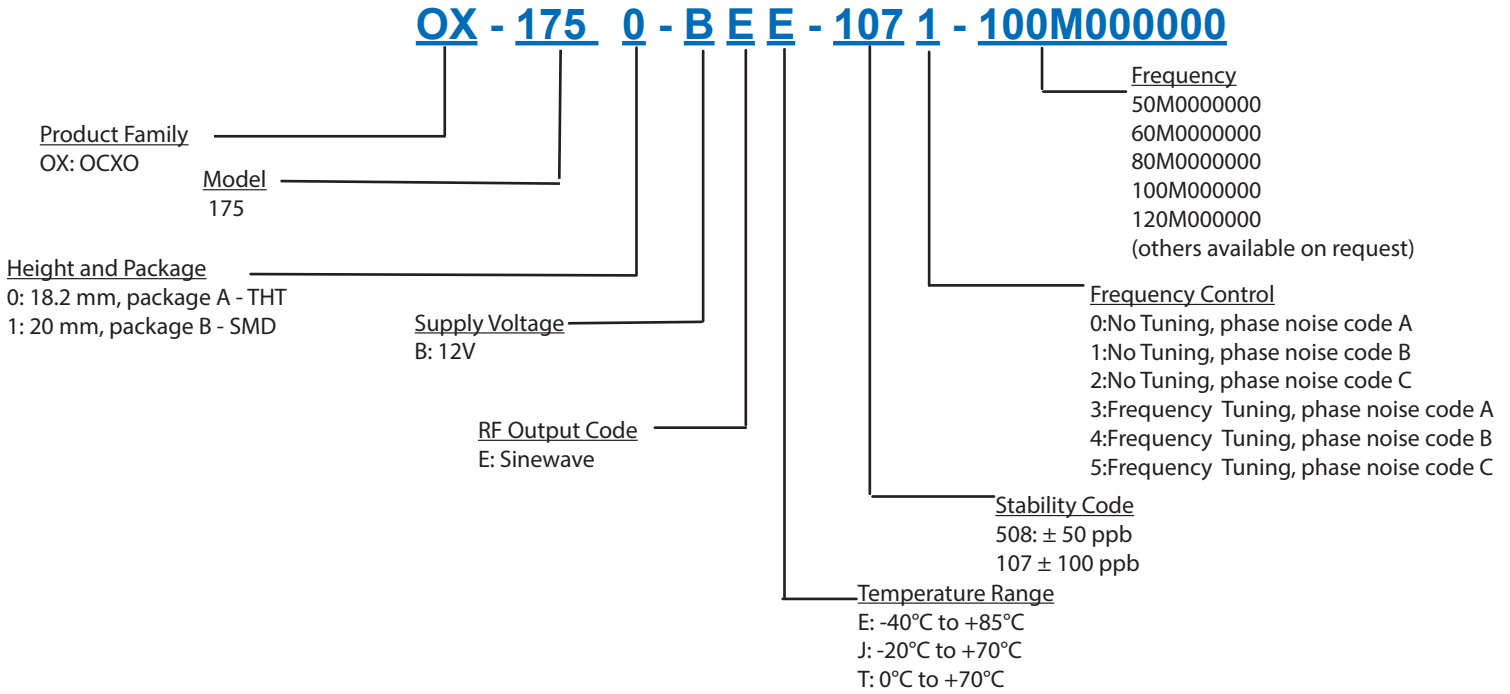 OX - 175 0 - B E E - 107 1 - 100M000000
Product Family
OX: OCXO
Model
175
Height and Package
0: 18.2 mm, package A - THT
1: 20 mm, package B - SMD
Supply Voltage
B: 12V
RF Output Code
E: Sinewave
Temperature Range
E: -40°C to +85°C
J: -20°C to +70°C
T: 0°C to +70°C
Stability Code
508: ± 50 ppb
107 ± 100 ppb
Frequency Control
0:No Tuning, phase noise code A
1:No Tuning, phase noise code B
2:No Tuning, phase noise code C
3:Frequency Tuning, phase noise code A
4:Frequency Tuning, phase noise code B
5:Frequency Tuning, phase noise code C
Frequency
50M0000000
60M0000000
80M0000000
100M000000
120M000000
(others available on request)